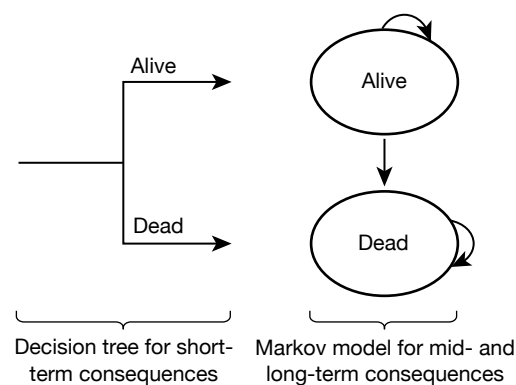 Alive
Dead
Alive
Dead
Decision tree for short-
term consequences
Markov model for mid- and
long-term consequences